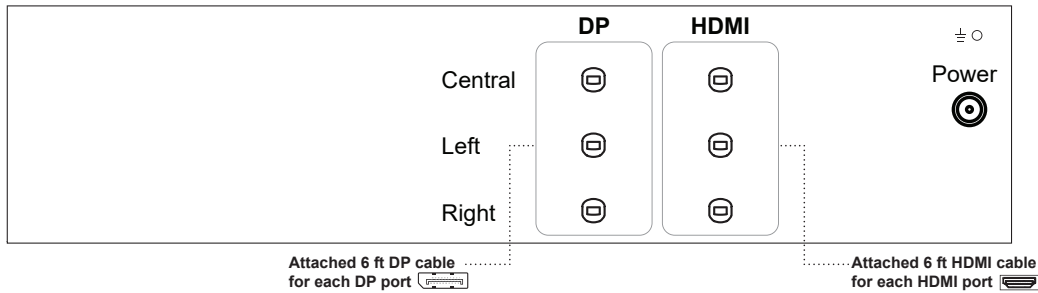 DP HDMI
Central
Power
Left
Right
Attached 6 ft DP cable
for each DP port
Attached 6 ft HDMI cable
for each HDMI port